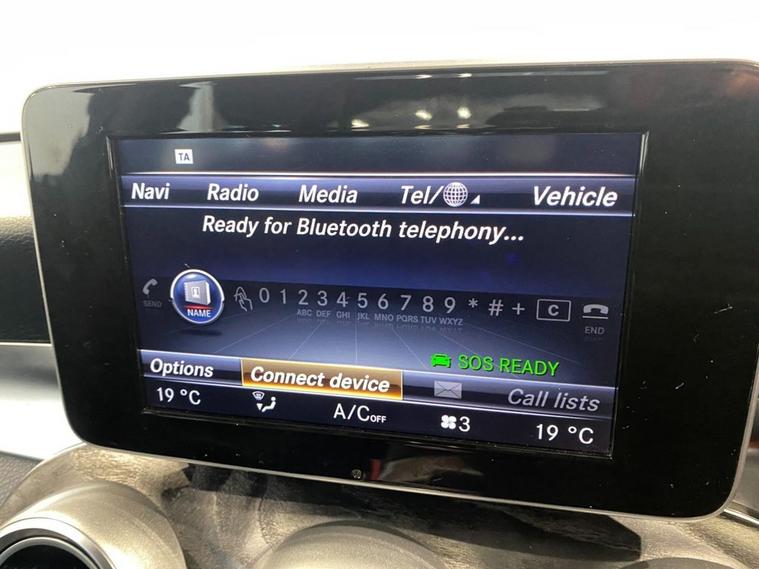 TA
Navi Radio Media Tel/ Vehicle
Ready for Bluetooth telephony...
SEND NAME 0 1 2 3 4 5 6 7 8 9 * # + C END
ABC DEF GHI JKL MNO PQRS TUV WXYZ
SOS READY
Options Connect device Call lists
19 °C A/C OFF 3 19 °C